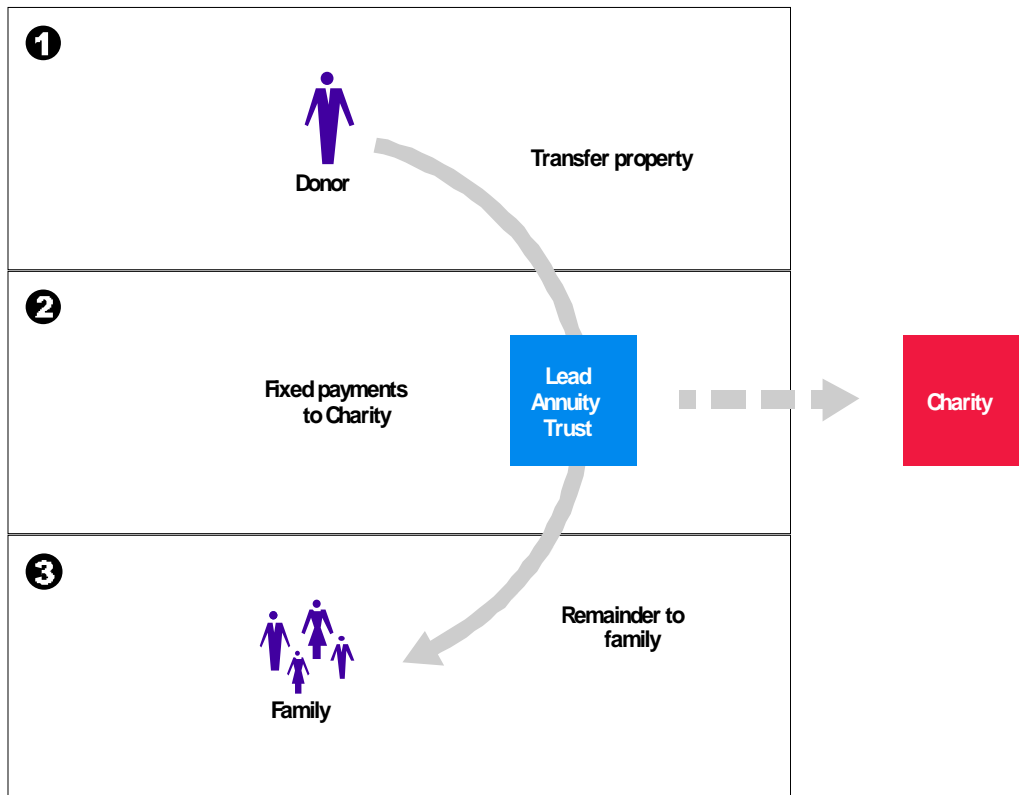 1
Donor
Transfer property
2
Fixed payments
to Charity
Lead
Annuity
Trust
Charity
3
Family
Remainder to
family